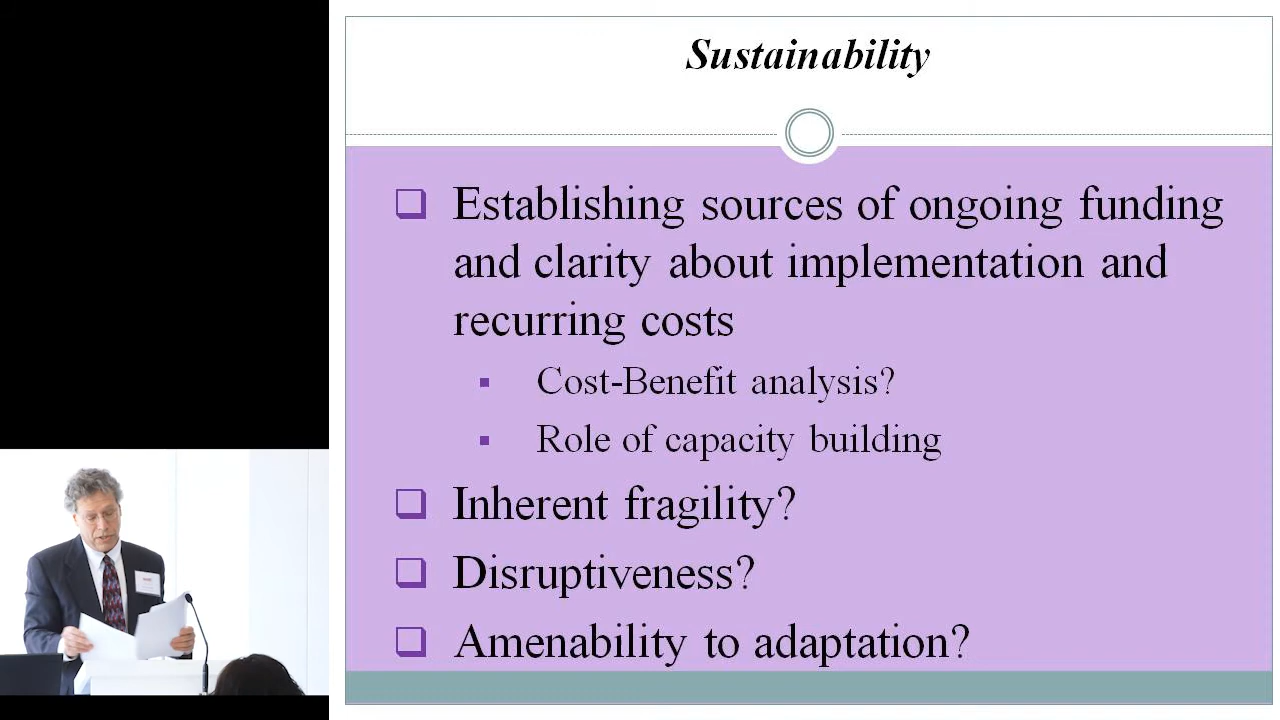 Sustainability
Establishing sources of ongoing funding
and clarity about implementation and
recurring costs
Cost-Benefit analysis?
Role of capacity building
Inherent fragility?
Disruptiveness?
Amenability to adaptation?